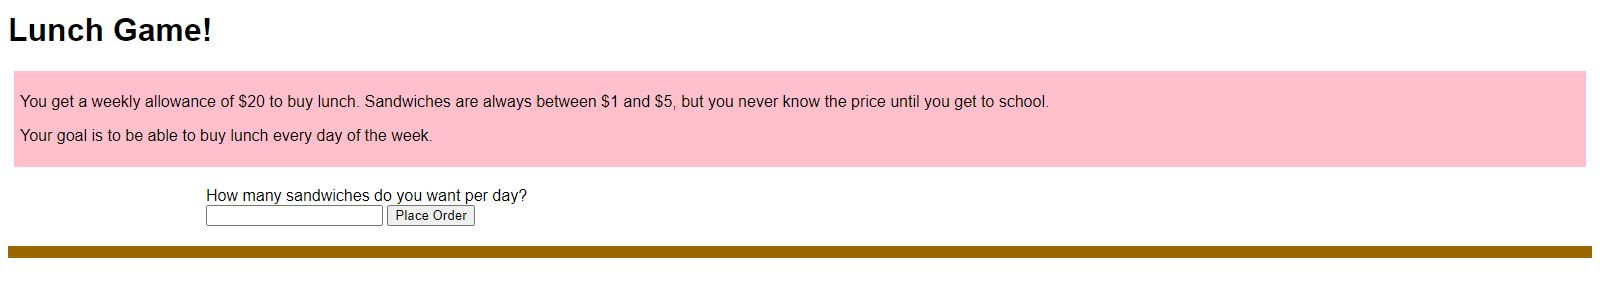 Lunch Game!
You get a weekly allowance of $20 to buy lunch. Sandwiches are always between $1 and $5, but you never know the price until you get to school.
Your goal is to be able to buy lunch every day of the week.
How many sandwiches do you want per day?
Place Order